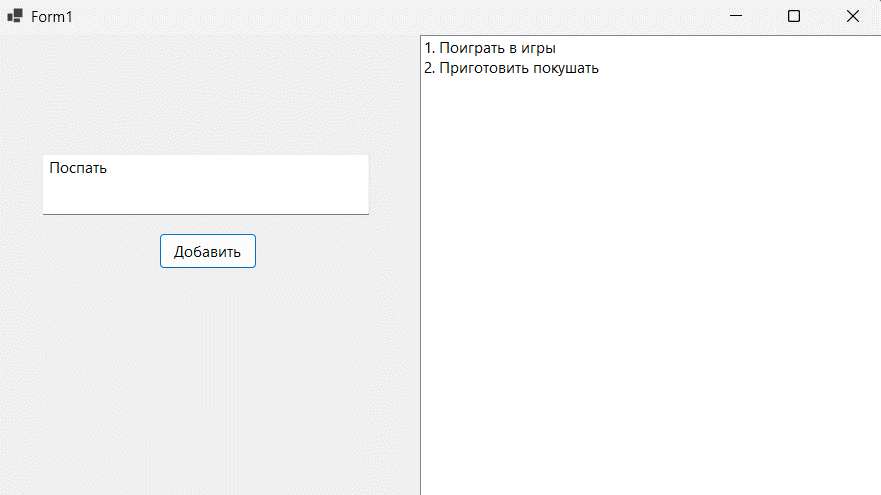 Form1
1. Поиграть в игры
2. Приготовить покушать
Поспать
Добавить